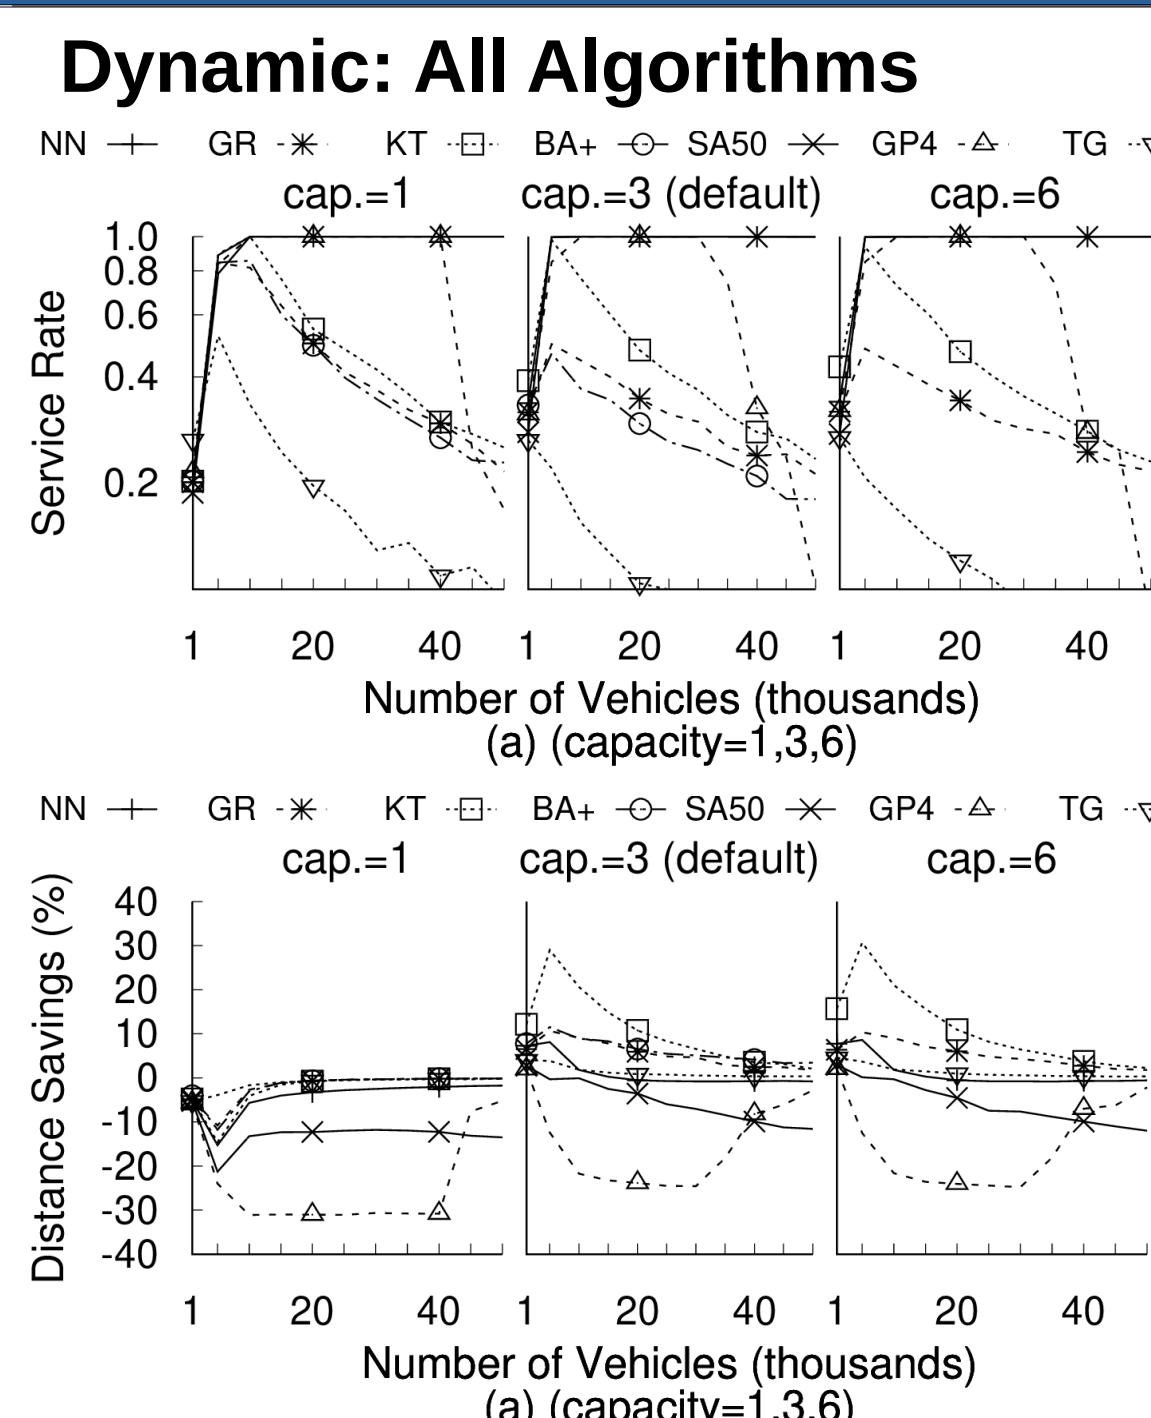 Dynamic: All Algorithms
NN GR KT BA+ SA50 GP4 TG
cap.=1 cap.=3 (default) cap.=6
Service Rate
1.0
0.8
0.6
0.4
0.2
1 20 40 1 20 40 1 20 40
Number of Vehicles (thousands)
(a) (capacity=1,3,6)
NN GR KT BA+ SA50 GP4 TG
cap.=1 cap.=3 (default) cap.=6
Distance Savings (%)
40
30
20
10
0
-10
-20
-30
-40
1 20 40 1 20 40 1 20 40
Number of Vehicles (thousands)
(a) (capacity=1,3,6)